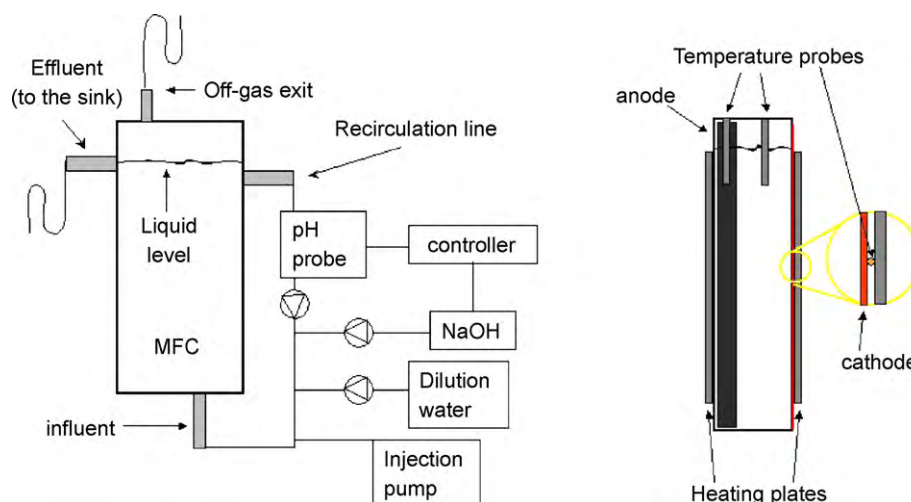 Effluent
(to the sink)
Off-gas exit
Recirculation line
Liquid
level
pH
probe
controller
NaOH
MFC
Dilution
water
influent
Injection
pump
Temperature probes
anode
cathode
Heating plates